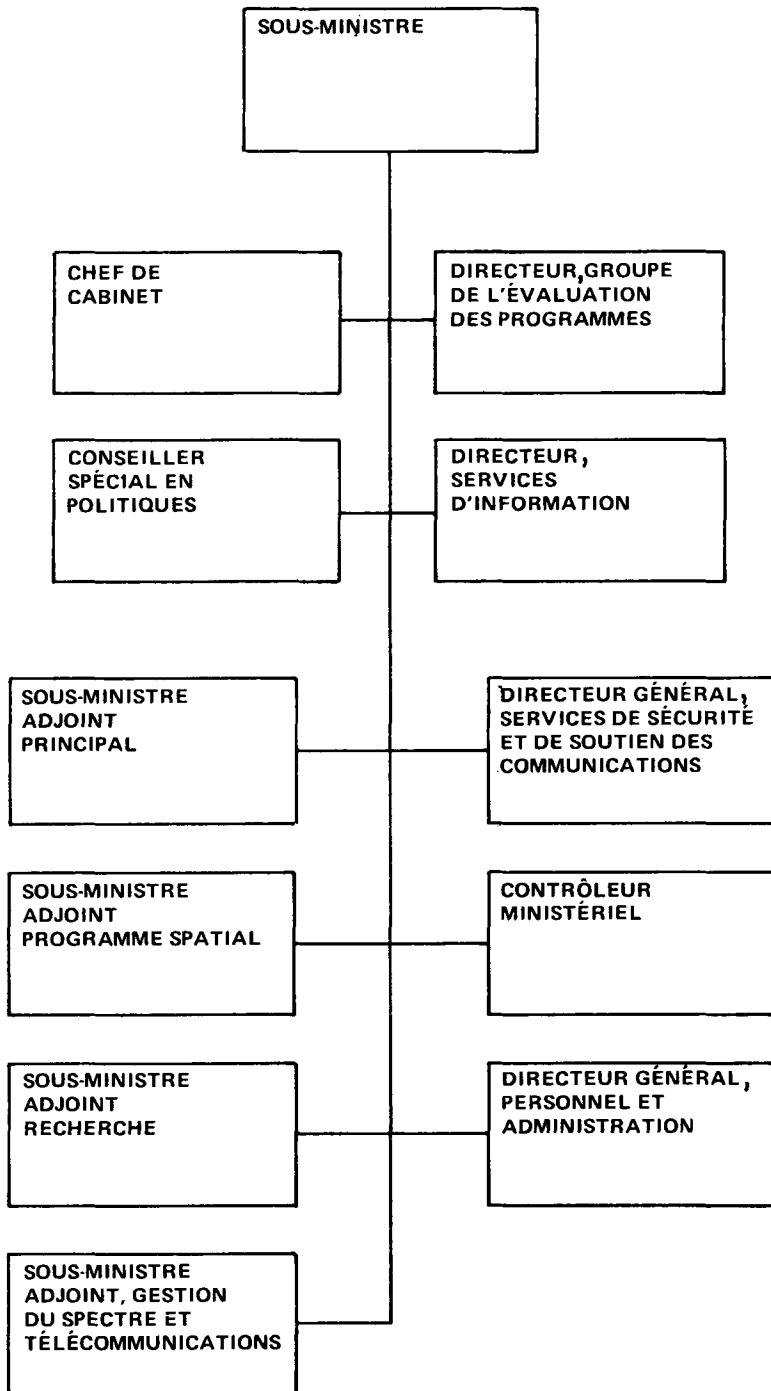 SOUS-MINISTRE
CHEF DE
CABINET
DIRECTEUR, GROUPE
DE L'ÉVALUATION
DES PROGRAMMES
CONSEILLER
SPÉCIAL EN
POLITIQUES
DIRECTEUR,
SERVICES
D'INFORMATION
SOUS-MINISTRE
ADJOINT
PRINCIPAL
DIRECTEUR GÉNÉRAL,
SERVICES DE SÉCURITÉ
ET DE SOUTIEN DES
COMMUNICATIONS
SOUS-MINISTRE
ADJOINT
PROGRAMME SPATIAL
CONTRÔLEUR
MINISTÉRIEL
SOUS-MINISTRE
ADJOINT
RECHERCHE
DIRECTEUR GÉNÉRAL,
PERSONNEL ET
ADMINISTRATION
SOUS-MINISTRE
ADJOINT, GESTION
DU SPECTRE ET
TÉLÉCOMMUNICATIONS